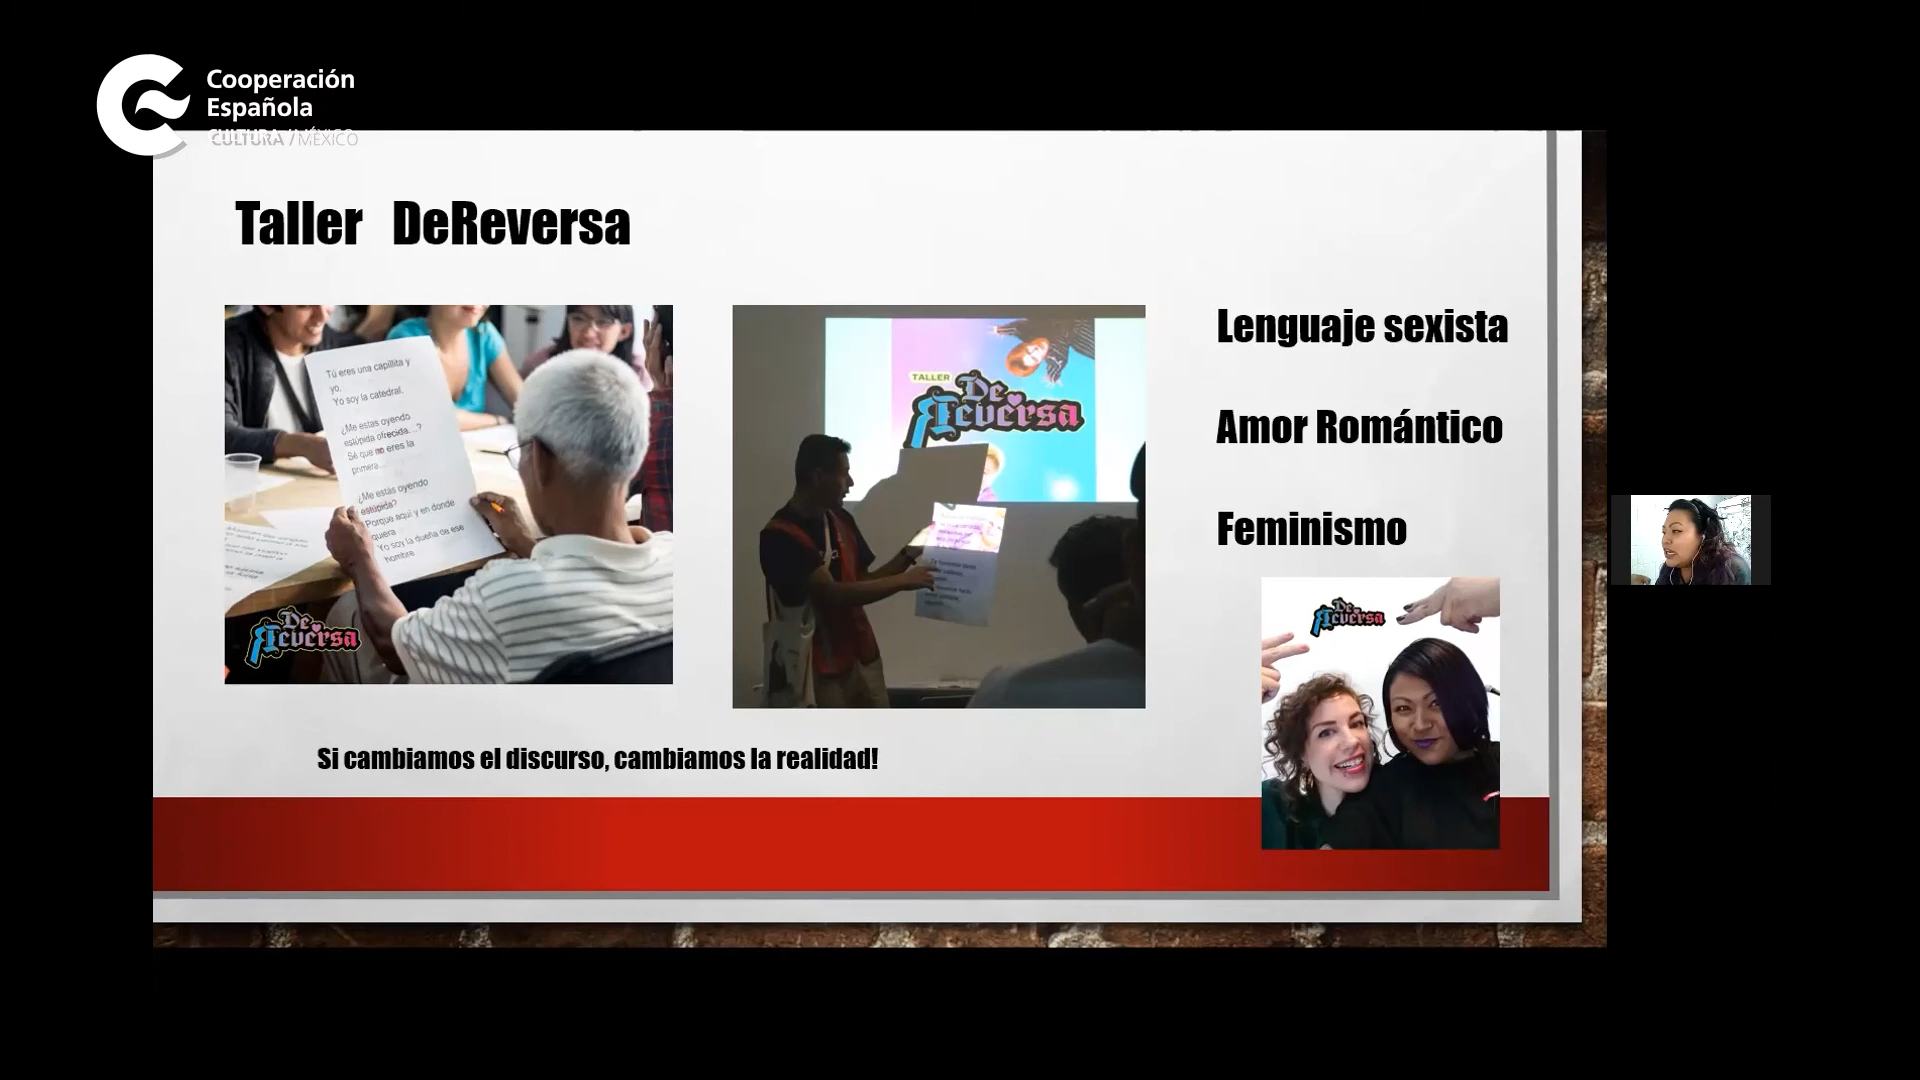 Cooperación
Española
CULTURA / MÉXICO
Taller DeReversa
Tú eres una capillita y
yo,
Yo soy la catedral,
¿Me estas oyendo
estúpida ofrecida...?
Sé que no eres la
primera...
¿Me estás oyendo
estúpida?
Porque aquí y en donde
quiera
Yo soy la dueña de ese
hombre
De
Reversa
TALLER
De
Reversa
Lenguaje sexista
Amor Romántico
Feminismo
De
Reversa
Si cambiamos el discurso, cambiamos la realidad!